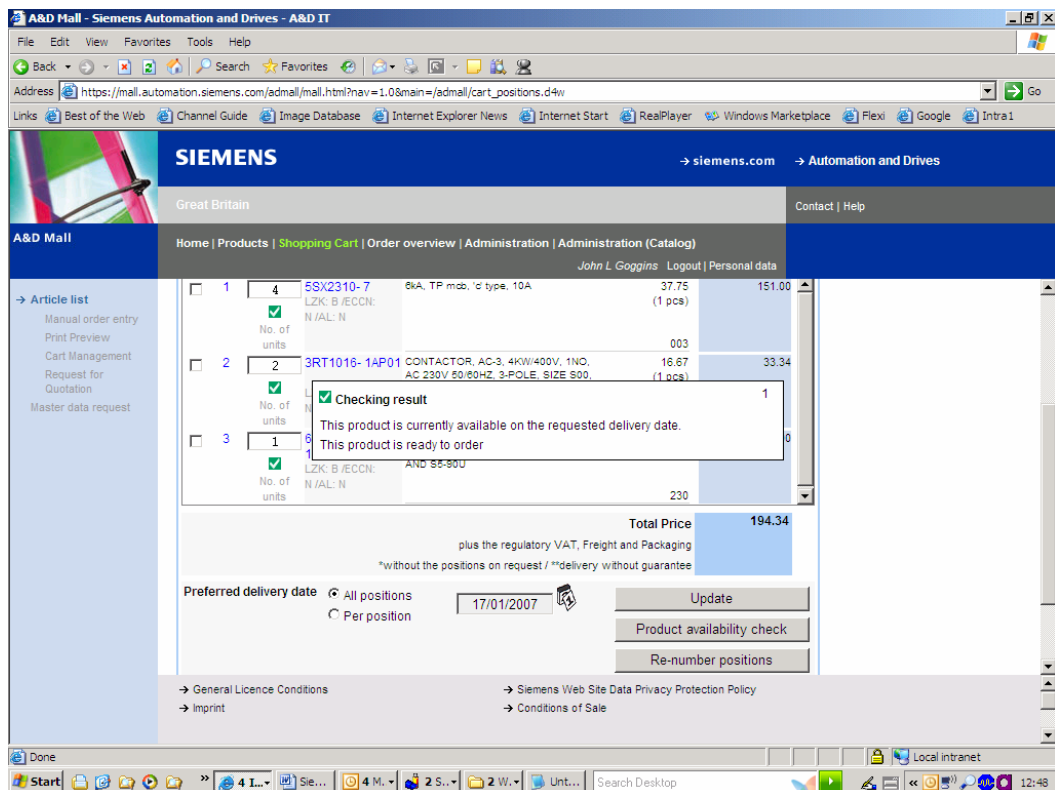 A&D Mall - Siemens Automation and Drives - A&D IT
File Edit View Favorites Tools Help
Back Search Favorites
Address https://mall.automation.siemens.com/admall/mall.html?nav=1.0&main=/admall/cart_positions.d4w Go
Links Best of the Web Channel Guide Image Database Internet Explorer News Internet Start RealPlayer Windows Marketplace Flexi Google Intra1
SIEMENS
→ siemens.com → Automation and Drives
Great Britain
Contact | Help
A&D Mall
Home | Products | Shopping Cart | Order overview | Administration | Administration (Catalog)
John L Goggins Logout | Personal data
→ Article list
Manual order entry
Print Preview
Cart Management
Request for
Quotation
Master data request
1 4 5SX2310- 7 6kA, TP mcb, 'c' type, 10A 37.75 151.00
LZK: B /ECCN: (1 pcs)
N /AL: N
No. of
units 003
2 2 3RT1016- 1AP01 CONTACTOR, AC-3, 4KW/400V, 1NO, 16.67 33.34
AC 230V 50/60HZ, 3-POLE, SIZE S00, (1 pcs)
No. of
units
Checking result 1
This product is currently available on the requested delivery date.
This product is ready to order
3 1 6
LZK: B /ECCN: AND S5-90U
No. of N /AL: N
units 230
Total Price 194.34
plus the regulatory VAT, Freight and Packaging
*without the positions on request / **delivery without guarantee
Preferred delivery date All positions 17/01/2007 Update
Per position Product availability check
Re-number positions
→ General Licence Conditions → Siemens Web Site Data Privacy Protection Policy
→ Imprint → Conditions of Sale
Done Local intranet
Start 4 I... Sie... 4 M. 2 S.. 2 W. Unt... Search Desktop 12:48